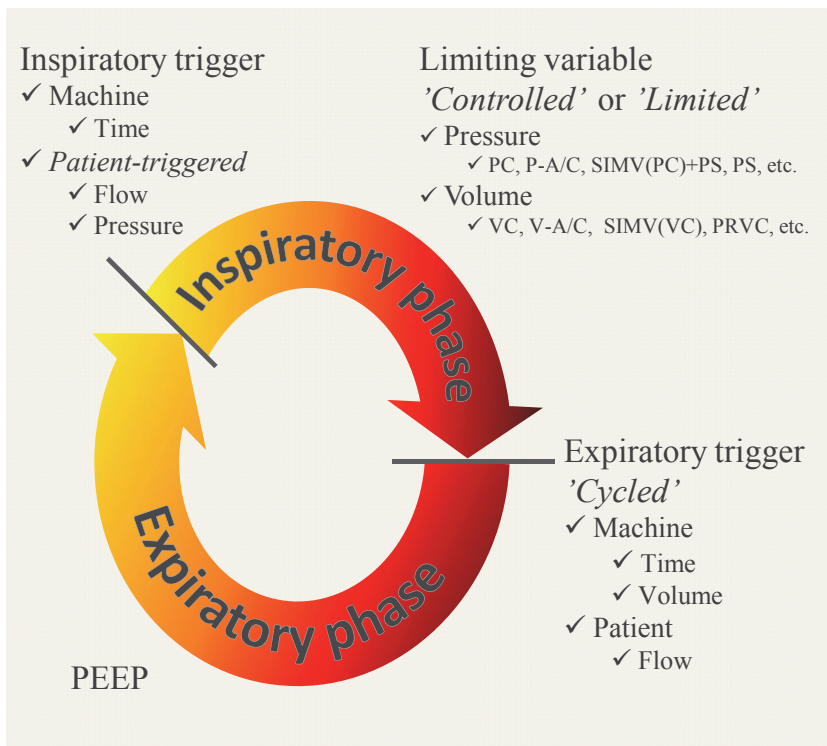 Inspiratory trigger
✓ Machine
✓ Time
✓ Patient-triggered
✓ Flow
✓ Pressure
Limiting variable
’Controlled’ or ’Limited’
✓ Pressure
✓ PC, P-A/C, SIMV(PC)+PS, PS, etc.
✓ Volume
✓ VC, V-A/C, SIMV(VC), PRVC, etc.
Inspiratory phase
Expiratory trigger
’Cycled’
✓ Machine
✓ Time
✓ Volume
✓ Patient
✓ Flow
Expiratory phase
PEEP